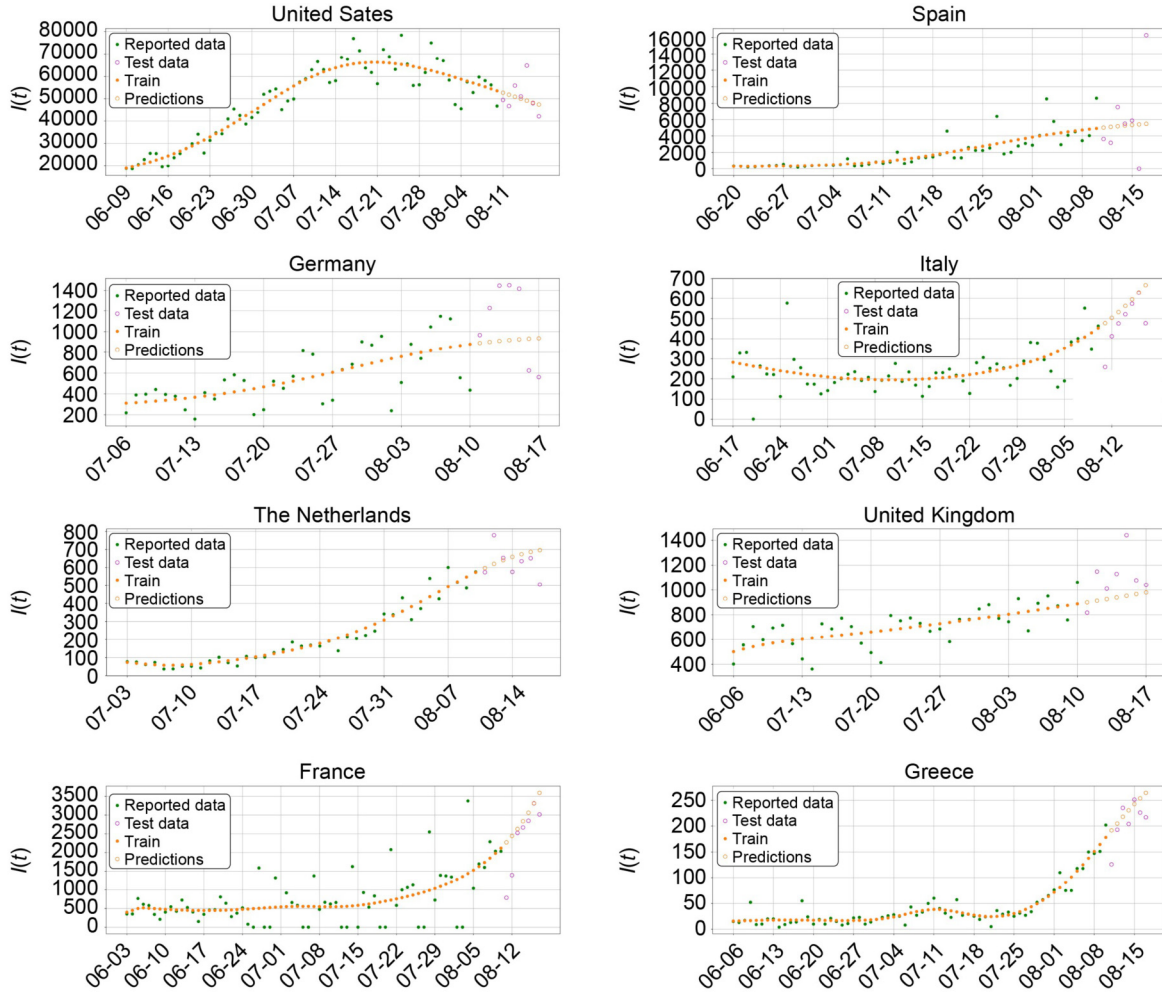 United Sates
I(t)
80000
70000
60000
50000
40000
30000
20000
Reported data
Test data
Train
Predictions
06-09
06-16
06-23
06-30
07-07
07-14
07-21
07-28
08-04
08-11
Spain
I(t)
16000
14000
12000
10000
8000
6000
4000
2000
0
Reported data
Test data
Train
Predictions
06-20
06-27
07-04
07-11
07-18
07-25
08-01
08-08
08-15
Germany
I(t)
1400
1200
1000
800
600
400
200
Reported data
Test data
Train
Predictions
07-06
07-13
07-20
07-27
08-03
08-10
08-17
Italy
I(t)
700
600
500
400
300
200
100
0
Reported data
Test data
Train
Predictions
06-17
06-24
07-01
07-08
07-15
07-22
07-29
08-05
08-12
The Netherlands
I(t)
800
700
600
500
400
300
200
100
0
Reported data
Test data
Train
Predictions
07-03
07-10
07-17
07-24
07-31
08-07
08-14
United Kingdom
I(t)
1400
1200
1000
800
600
400
Reported data
Test data
Train
Predictions
06-06
07-13
07-20
07-27
08-03
08-10
08-17
France
I(t)
3500
3000
2500
2000
1500
1000
500
0
Reported data
Test data
Train
Predictions
06-03
06-10
06-17
06-24
07-01
07-08
07-15
07-22
07-29
08-05
08-12
Greece
I(t)
250
200
150
100
50
0
Reported data
Test data
Train
Predictions
06-06
06-13
06-20
06-27
07-04
07-11
07-18
07-25
08-01
08-08
08-15